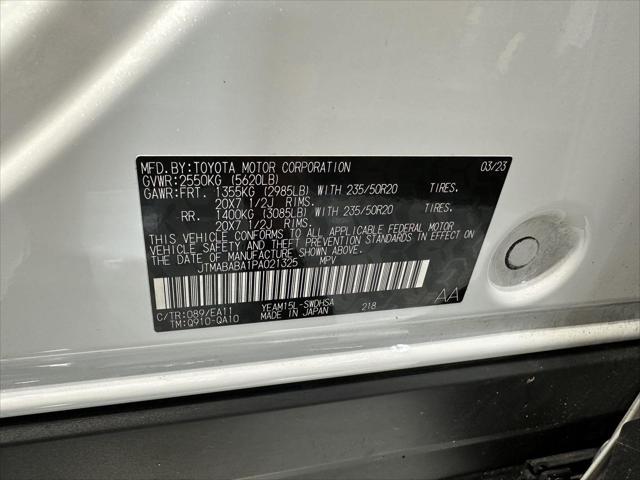 MFD.BY:TOYOTA MOTOR CORPORATION 03/23
GVWR:2550KG (5620LB)
GAWR:FRT. 1355KG (2985LB) WITH 235/50R20 TIRES.
20X7 1/2J RIMS.
RR. 1400KG (3085LB) WITH 235/50R20 TIRES.
20X7 1/2J RIMS.
THIS VEHICLE CONFORMS TO ALL APPLICABLE FEDERAL MOTOR
VEHICLE SAFETY AND THEFT PREVENTION STANDARDS IN EFFECT ON
THE DATE OF MANUFACTURE SHOWN ABOVE.
JTMABABA1PA021325 MPV
C/TR:089/EA11 YEAM15L-SWDHSA 218 AA
TM:Q910-QA10 MADE IN JAPAN